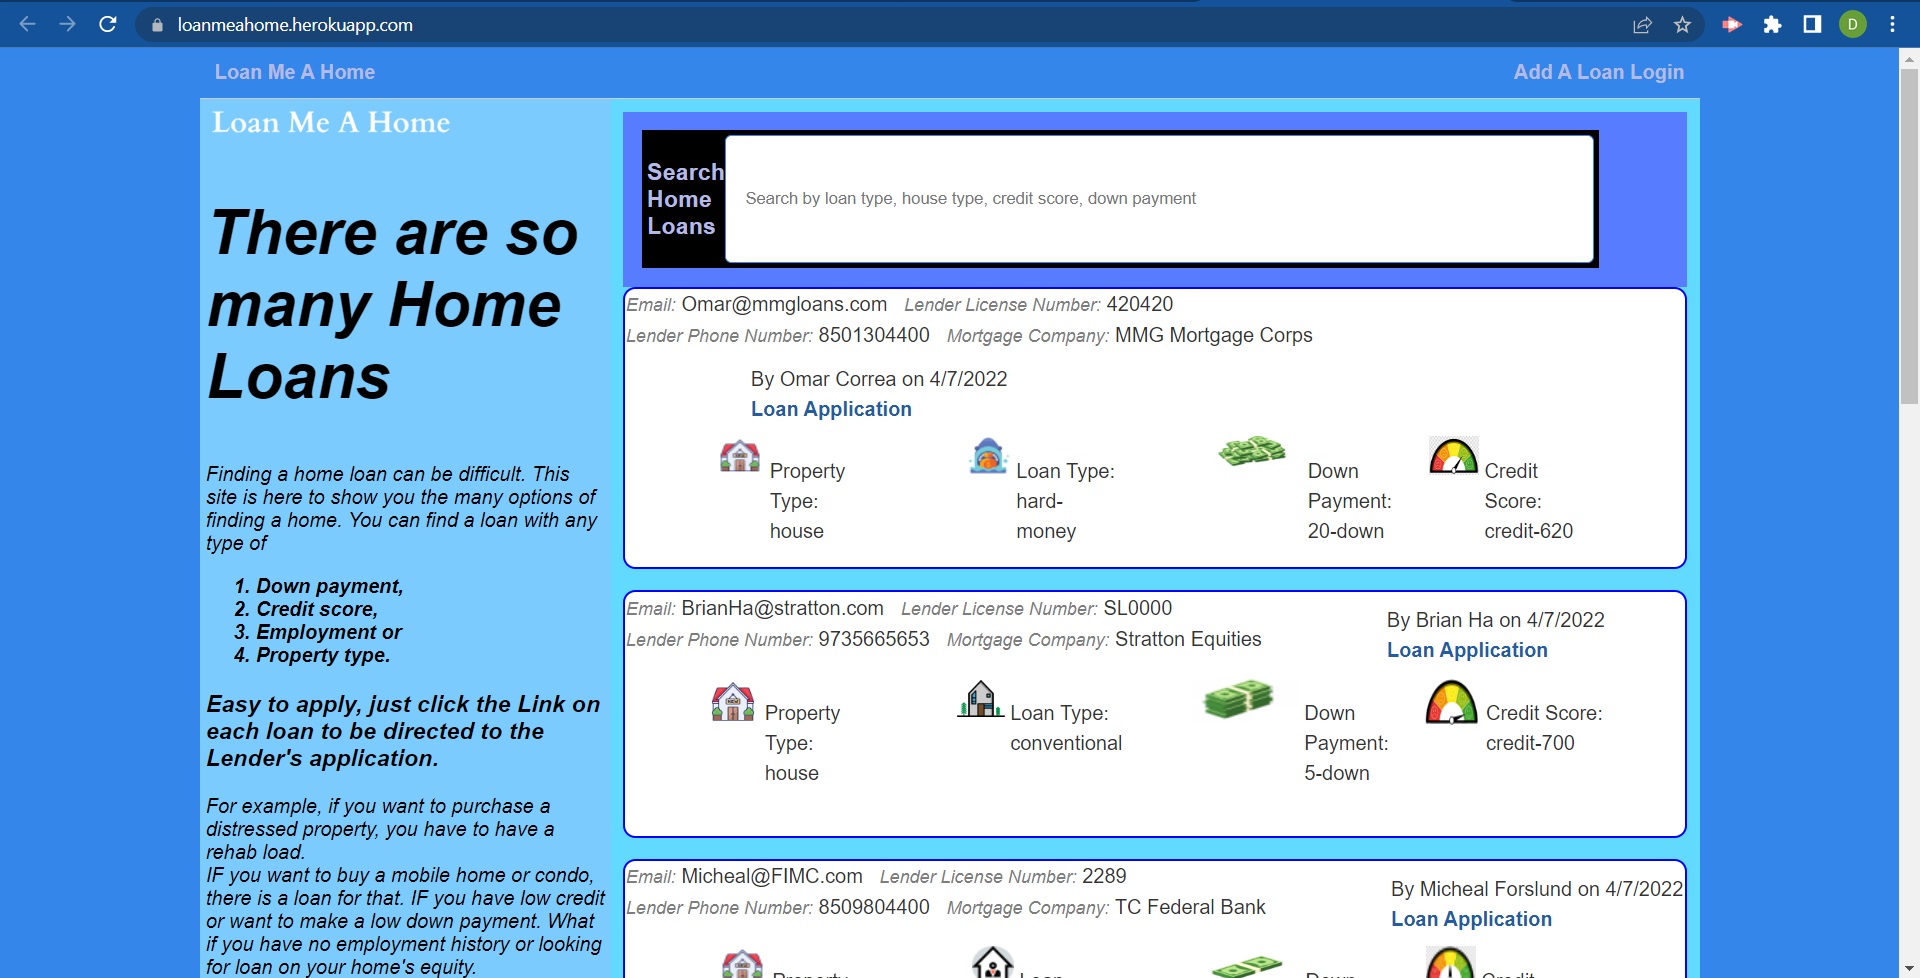 loanmeahome.herokuapp.com
D
Loan Me A Home
Add A Loan Login
Loan Me A Home
There are so
many Home
Loans
Finding a home loan can be difficult. This
site is here to show you the many options of
finding a home. You can find a loan with any
type of
1. Down payment,
2. Credit score,
3. Employment or
4. Property type.
Easy to apply, just click the Link on
each loan to be directed to the
Lender's application.
For example, if you want to purchase a
distressed property, you have to have a
rehab load.
IF you want to buy a mobile home or condo,
there is a loan for that. IF you have low credit
or want to make a low down payment. What
if you have no employment history or looking
for loan on your home's equity.
Search
Home
Loans
Search by loan type, house type, credit score, down payment
Email: Omar@mmgloans.com Lender License Number: 420420
Lender Phone Number: 8501304400 Mortgage Company: MMG Mortgage Corps
By Omar Correa on 4/7/2022
Loan Application
Property
Type:
house
Loan Type:
hard-
money
Down
Payment:
20-down
Credit
Score:
credit-620
Email: BrianHa@stratton.com Lender License Number: SL0000
Lender Phone Number: 9735665653 Mortgage Company: Stratton Equities
By Brian Ha on 4/7/2022
Loan Application
Property
Type:
house
Loan Type:
conventional
Down
Payment:
5-down
Credit Score:
credit-700
Email: Micheal@FIMC.com Lender License Number: 2289
Lender Phone Number: 8509804400 Mortgage Company: TC Federal Bank
By Micheal Forslund on 4/7/2022
Loan Application
Property
Loan
Down
Credit